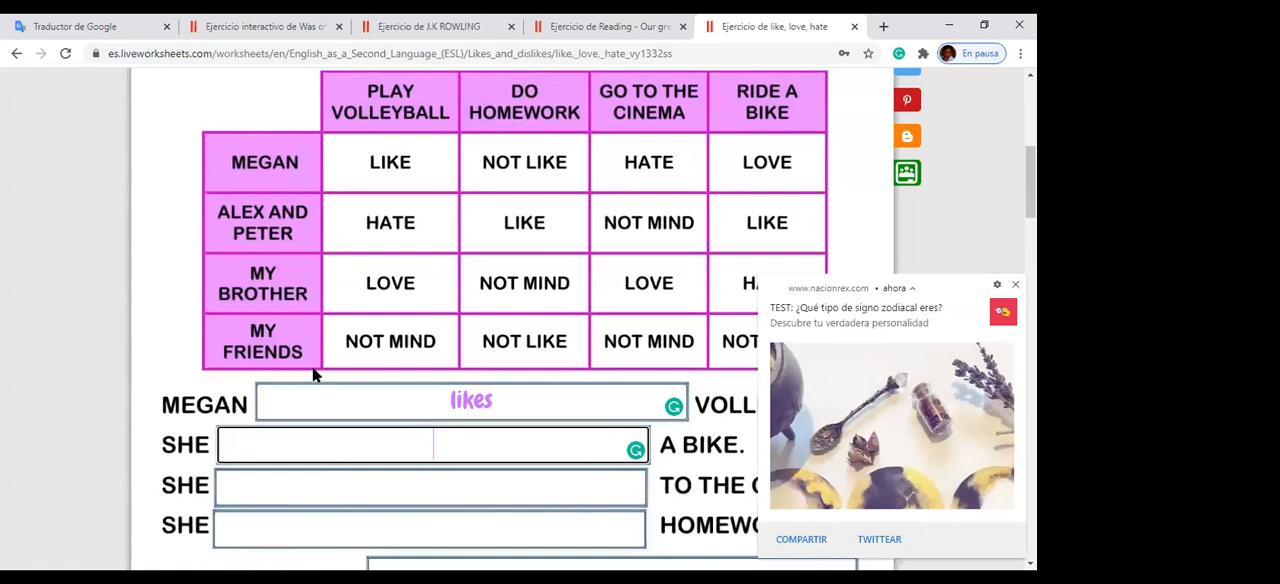 Traductor de Google
Ejercicio interactivo de Was o
Ejercicio de J.K ROWLING
Ejercicio de Reading - Our gre
Ejercicio de like, love, hate
es.liveworksheets.com/worksheets/en/English_as_a_Second_Language_(ESL)/Likes_and_dislikes/like,_love,_hate_vy1332ss
En pausa
PLAY VOLLEYBALL
DO HOMEWORK
GO TO THE CINEMA
RIDE A BIKE
MEGAN LIKE NOT LIKE HATE LOVE
ALEX AND PETER HATE LIKE NOT MIND LIKE
MY BROTHER LOVE NOT MIND LOVE
MY FRIENDS NOT MIND NOT LIKE NOT MIND NOT
www.nacionrex.com • ahora
TEST: ¿Qué tipo de signo zodiacal eres?
Descubre tu verdadera personalidad
COMPARTIR TWITTEAR
MEGAN likes VOLL
SHE A BIKE.
SHE TO THE
SHE HOMEW